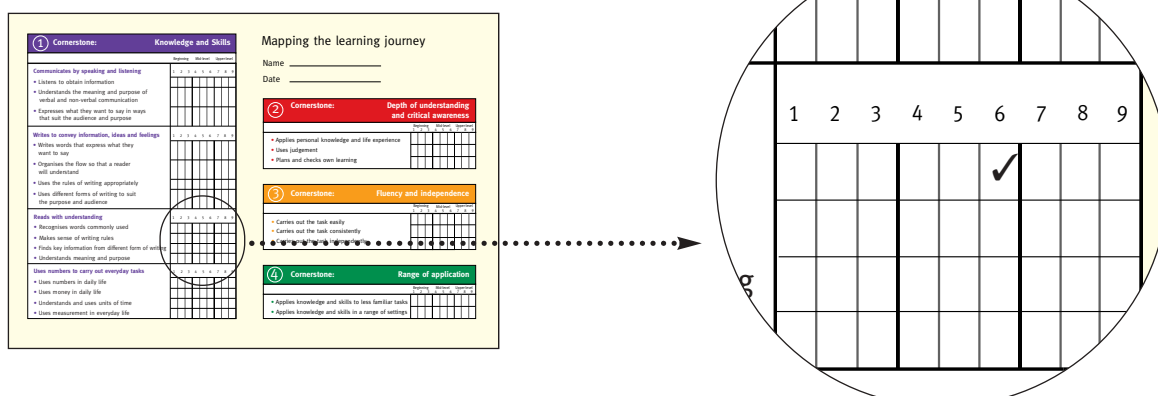 1 Cornerstone: Knowledge and Skills
Beginning Mid level Upper level
Communicates by speaking and listening 1 2 3 4 5 6 7 8 9
• Listens to obtain information
• Understands the meaning and purpose of
verbal and non-verbal communication
• Expresses what they want to say in ways
that suit the audience and purpose
Writes to convey information, ideas and feelings 1 2 3 4 5 6 7 8 9
• Writes words that express what they
want to say
• Organises the flow so that a reader
will understand
• Uses the rules of writing appropriately
• Uses different forms of writing to suit
the purpose and audience
Reads with understanding 1 2 3 4 5 6 7 8 9
• Recognises words commonly used
• Makes sense of writing rules
• Finds key information from different form of writing
• Understands meaning and purpose
Uses numbers to carry out everyday tasks 1 2 3 4 5 6 7 8 9
• Uses numbers in daily life
• Uses money in daily life
• Understands and uses units of time
• Uses measurement in everyday life
Mapping the learning journey
Name
Date
2 Cornerstone: Depth of understanding
and critical awareness
Beginning Mid level Upper level
1 2 3 4 5 6 7 8 9
• Applies personal knowledge and life experience
• Uses judgement
• Plans and checks own learning
3 Cornerstone: Fluency and independence
Beginning Mid level Upper level
1 2 3 4 5 6 7 8 9
• Carries out the task easily
• Carries out the task consistently
• Carries out the task independently
4 Cornerstone: Range of application
Beginning Mid level Upper level
1 2 3 4 5 6 7 8 9
• Applies knowledge and skills to less familiar tasks
• Applies knowledge and skills in a range of settings
1 2 3 4 5 6 7 8 9
✓
g